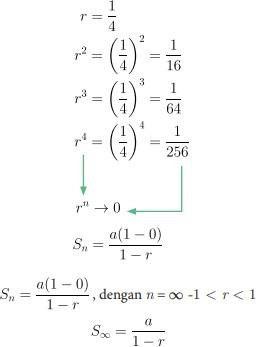 r = 1/4
r² = (1/4)² = 1/16
r³ = (1/4)³ = 1/64
r⁴ = (1/4)⁴ = 1/256
rⁿ → 0
Sₙ = a(1−0)/1−r
Sₙ = a(1−0)/1−r , dengan n = ∞ -1 < r < 1
S∞ = a/1−r